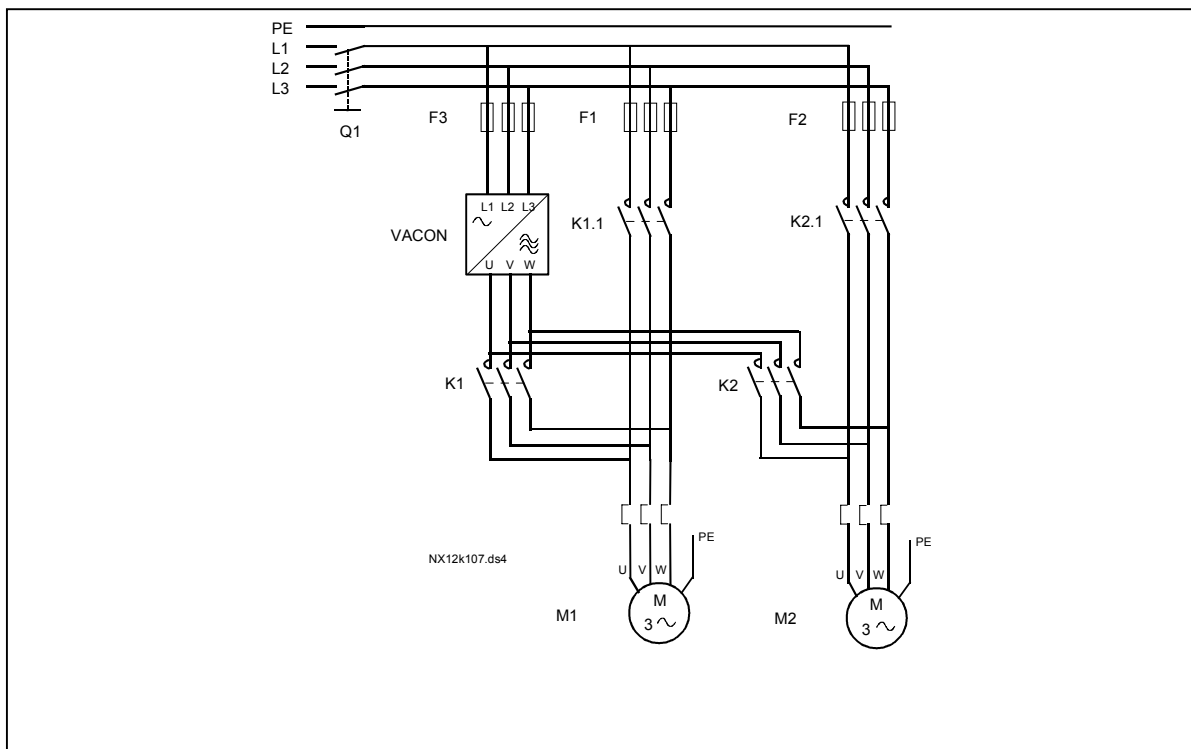 PE
L1
L2
L3
Q1
F3
F1
F2
L1 L2 L3
VACON
U V W
K1.1
K2.1
K1
K2
NX12k107.ds4
PE
PE
U V W
U V W
M1
M
3
M2
M
3